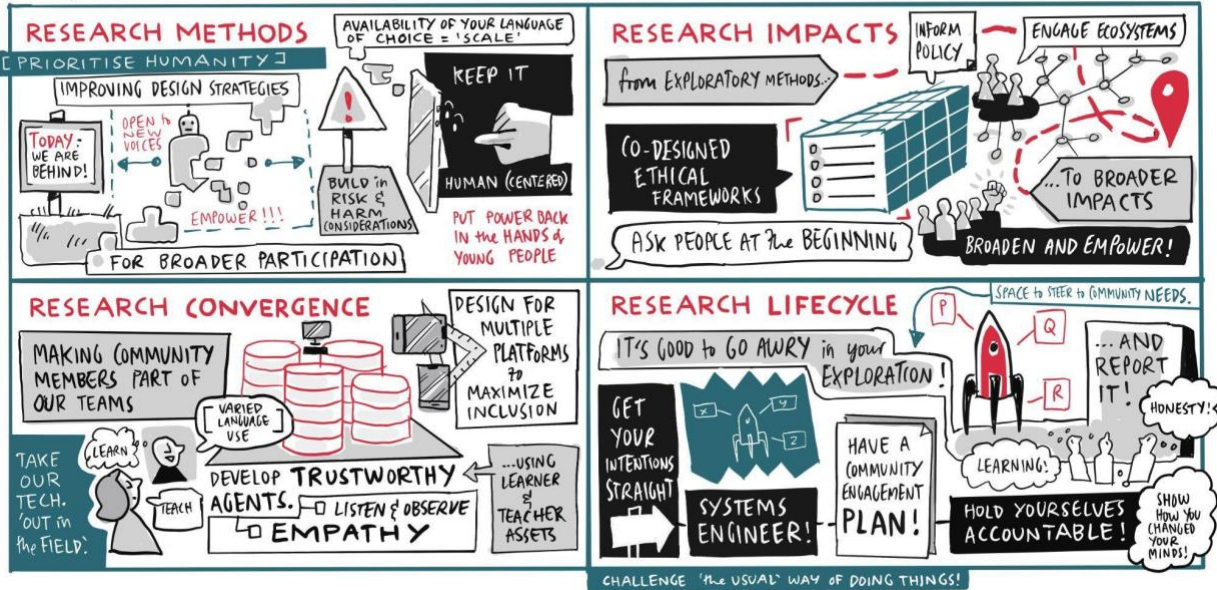 RESEARCH METHODS
[PRIORITISE HUMANITY]
IMPROVING DESIGN STRATEGIES
TODAY:
WE ARE
BEHIND!
OPEN to
NEW
VOICES
EMPOWER!!!
FOR BROADER PARTICIPATION
AVAILABILITY OF YOUR LANGUAGE
OF CHOICE = 'SCALE'
!
BUILD in
RISK &
HARM
CONSIDERATIONS
KEEP IT
HUMAN (CENTERED)
PUT POWER BACK
IN the HANDS of
YOUNG PEOPLE
RESEARCH IMPACTS
from EXPLORATORY METHODS...
CO-DESIGNED
ETHICAL
FRAMEWORKS
ASK PEOPLE AT The BEGINNING
INFORM
POLICY
ENGAGE ECOSYSTEMS
...TO BROADER
IMPACTS
BROADEN AND EMPOWER!
RESEARCH CONVERGENCE
MAKING COMMUNITY
MEMBERS PART OF
OUR TEAMS
VARIED
LANGUAGE
USE
LEARN
TEACH
TAKE
OUR
TECH.
'OUT in
the FIELD'.
DESIGN FOR
MULTIPLE
PLATFORMS
to
MAXIMIZE
INCLUSION
DEVELOP TRUSTWORTHY
AGENTS.
LISTEN & OBSERVE
EMPATHY
...USING
LEARNER
&
TEACHER
ASSETS
RESEARCH LIFECYCLE
SPACE to STEER to COMMUNITY NEEDS.
IT'S GOOD to GO AWRY in your
EXPLORATION!
GET
YOUR
INTENTIONS
STRAIGHT
X
Y
Z
SYSTEMS
ENGINEER!
HAVE A
COMMUNITY
ENGAGEMENT
PLAN!
P
Q
R
...AND
REPORT
IT!
HONESTY!
LEARNING!
HOLD YOURSELVES
ACCOUNTABLE!
SHOW
HOW YOU
CHANGED
YOUR
MINDS!
CHALLENGE 'the USUAL' WAY OF DOING THINGS!